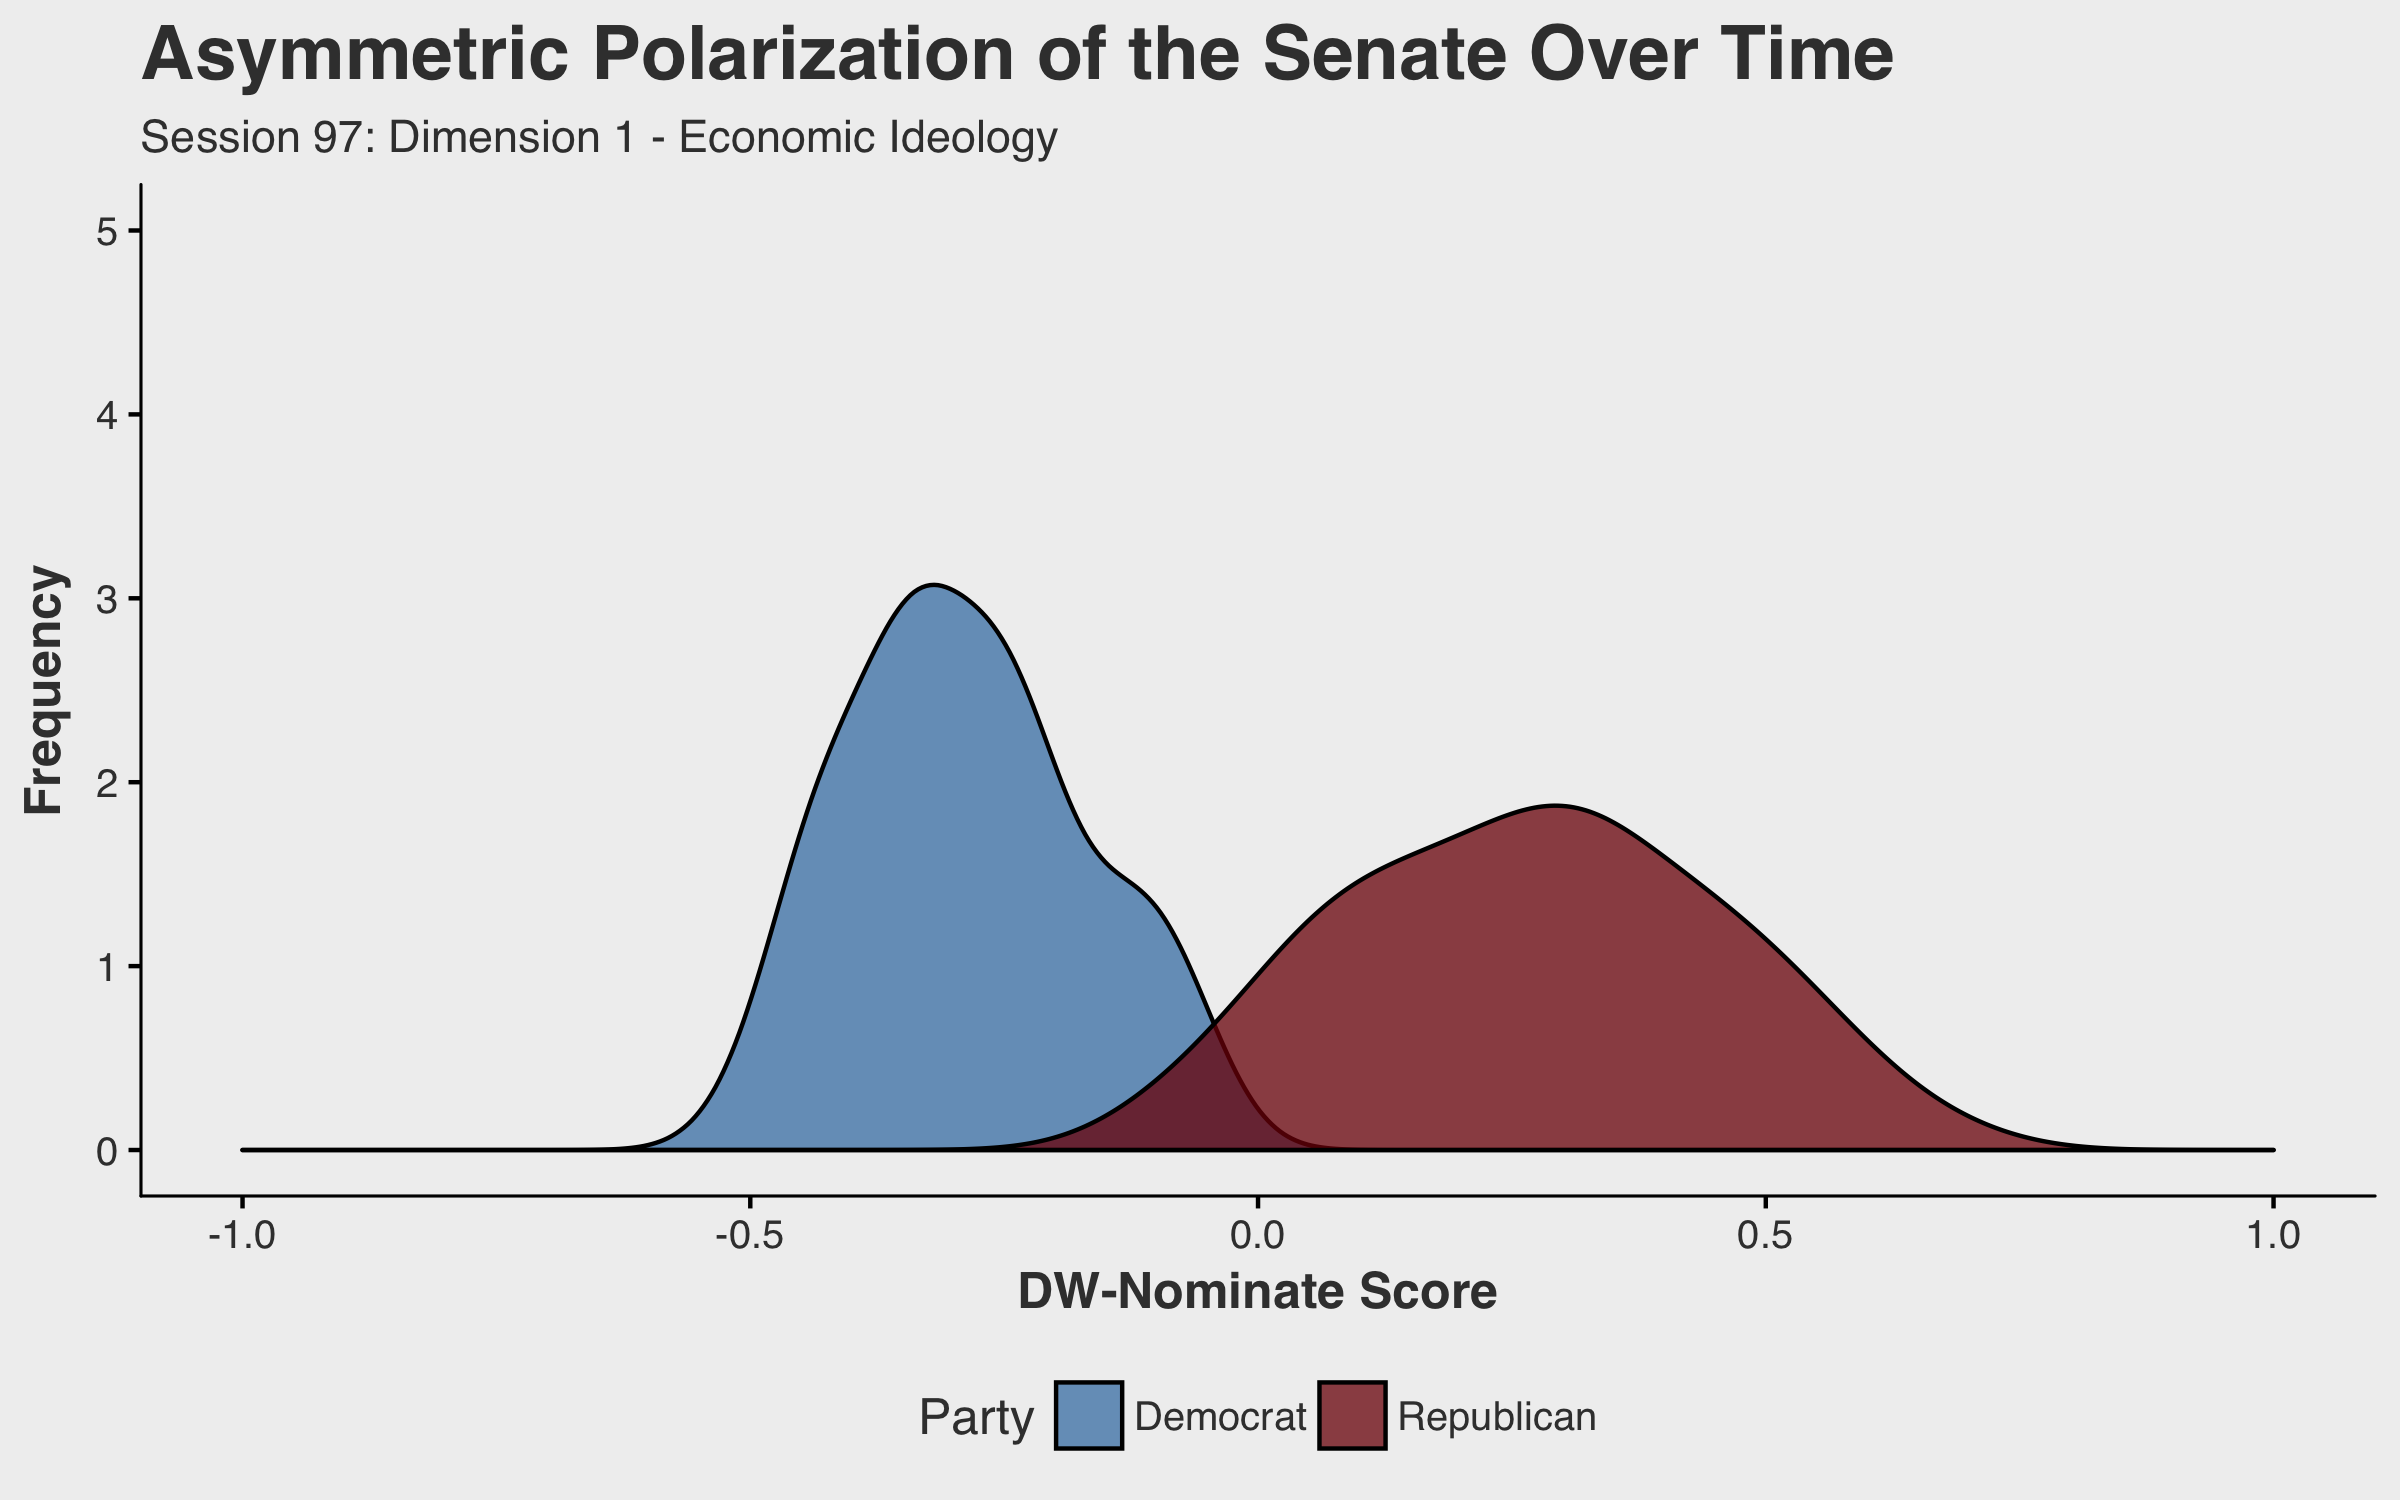 Asymmetric Polarization of the Senate Over Time
Session 97: Dimension 1 - Economic Ideology
Frequency
5
4
3
2
1
0
-1.0 -0.5 0.0 0.5 1.0
DW-Nominate Score
Party Democrat Republican